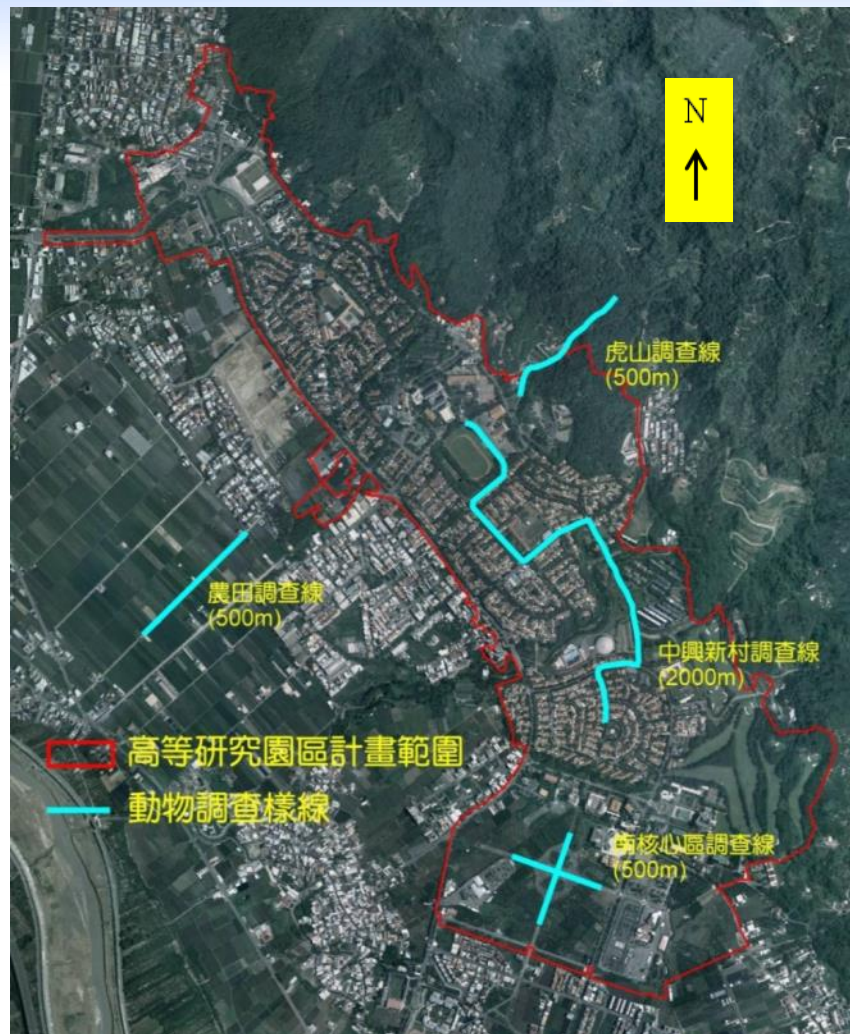 N
虎山調查線
(500m)
農田調查線
(500m)
中興新村調查線
(2000m)
高等研究園區計畫範圍
動物調查樣線
南核心區調查線
(500m)